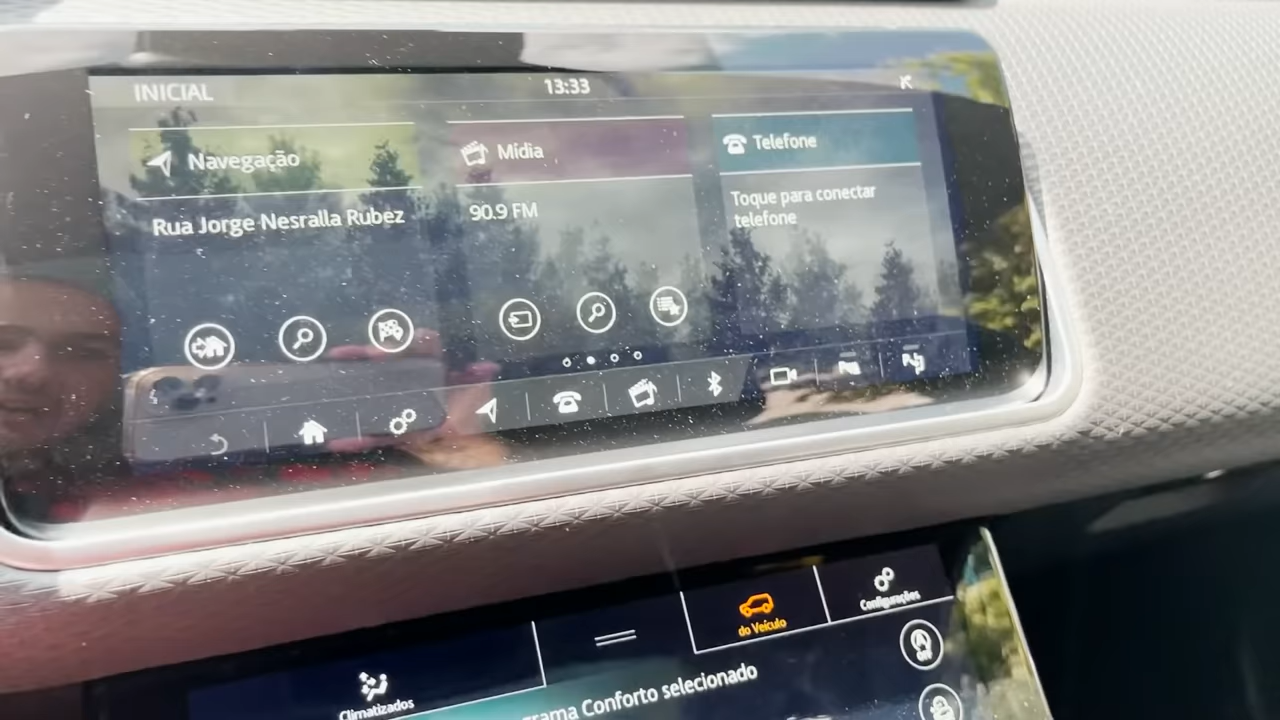 INICIAL
13:33
Navegação
Mídia
Telefone
Rua Jorge Nesralla Rubez
90.9 FM
Toque para conectar
telefone
do Veículo
Configurações
Climatizados
Conforto selecionado
OFF